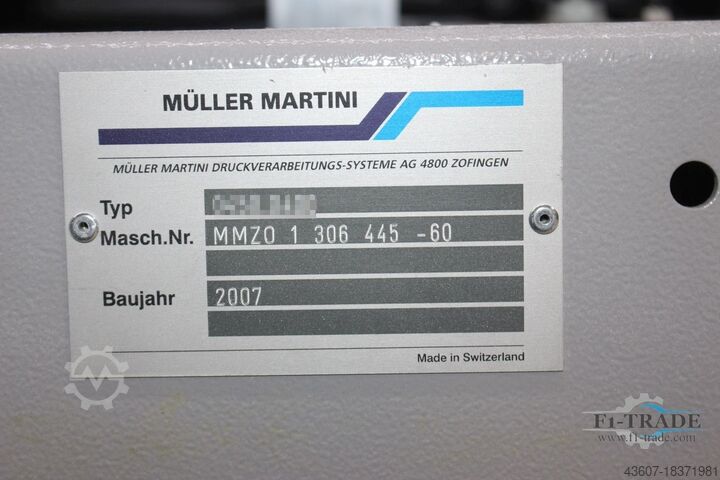 MÜLLER MARTINI
MÜLLER MARTINI DRUCKVERARBEITUNGS-SYSTEME AG 4800 ZOFINGEN
Typ
Masch.Nr. MMZO 1 306 445 -60
Baujahr 2007
Made in Switzerland
F1-TRADE
www.f1-trade.com
43607-18371981